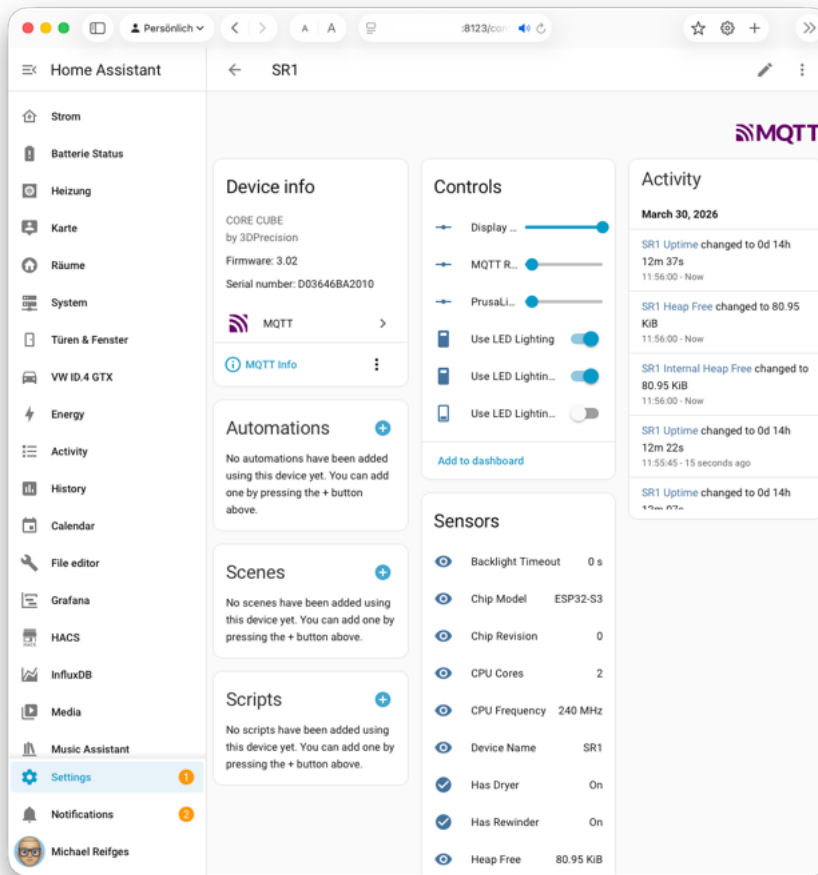 Persönlich
A A
:8123/con
Home Assistant
SR1
Strom
Batterie Status
Heizung
Karte
Räume
System
Türen & Fenster
VW ID.4 GTX
Energy
Activity
History
Calendar
File editor
Grafana
HACS
InfluxDB
Media
Music Assistant
Settings 1
Notifications 2
Michael Reifges
Device info
CORE CUBE
by 3DPrecision
Firmware: 3.02
Serial number: D03646BA2010
MQTT
MQTT Info
Automations
No automations have been added
using this device yet. You can add
one by pressing the + button
above.
Scenes
No scenes have been added using
this device yet. You can add one by
pressing the + button above.
Scripts
No scripts have been added using
this device yet. You can add one by
pressing the + button above.
Controls
Display ...
MQTT R...
PrusaLi...
Use LED Lighting
Use LED Lightin...
Use LED Lightin...
Add to dashboard
Sensors
Backlight Timeout 0 s
Chip Model ESP32-S3
Chip Revision 0
CPU Cores 2
CPU Frequency 240 MHz
Device Name SR1
Has Dryer On
Has Rewinder On
Heap Free 80.95 KiB
MQTT
Activity
March 30, 2026
SR1 Uptime changed to 0d 14h
12m 37s
11:56:00 - Now
SR1 Heap Free changed to 80.95
KiB
11:56:00 - Now
SR1 Internal Heap Free changed to
80.95 KiB
11:56:00 - Now
SR1 Uptime changed to 0d 14h
12m 22s
11:55:45 - 15 seconds ago
SR1 Uptime changed to 0d 14h
12m 07s